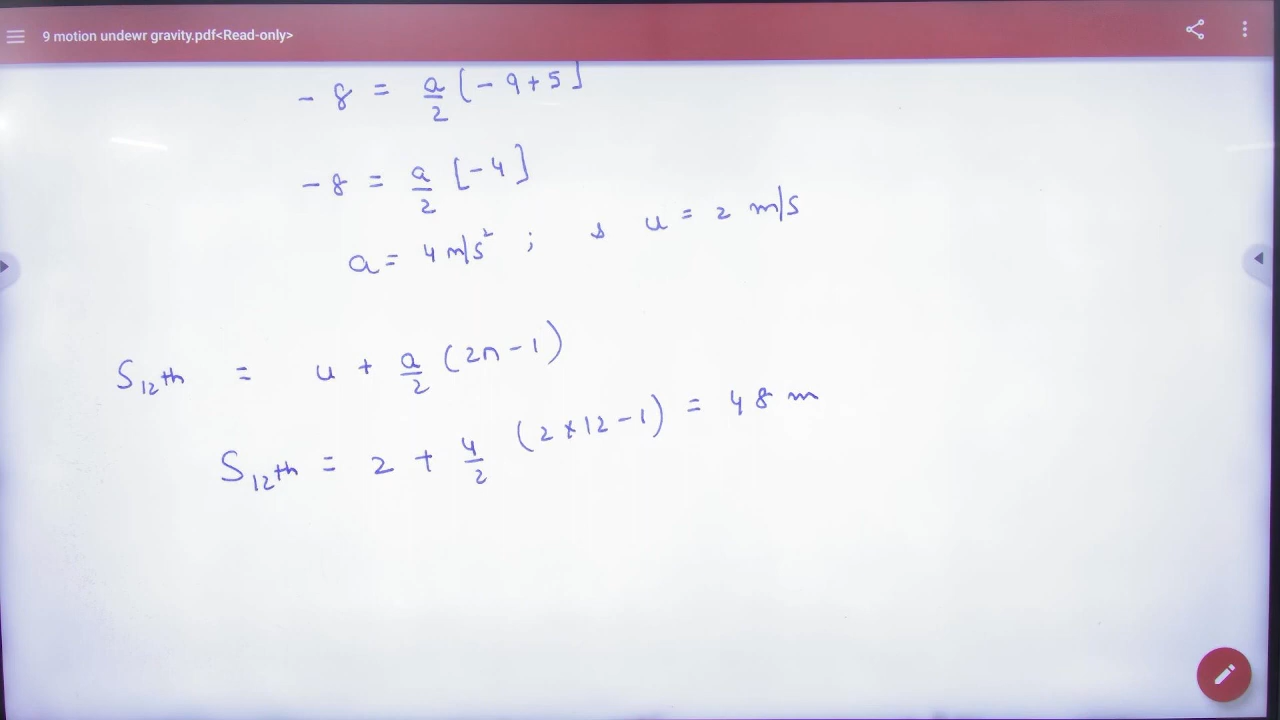 9 motion undewr gravity.pdf<Read-only>
- 8 = a/2 [- 9+5]
- 8 = a/2 [-4]
a = 4 m/s² ; s u = 2 m/s
S12th = u + a/2 (2n-1)
S12th = 2 + 4/2 (2×12-1) = 48 m